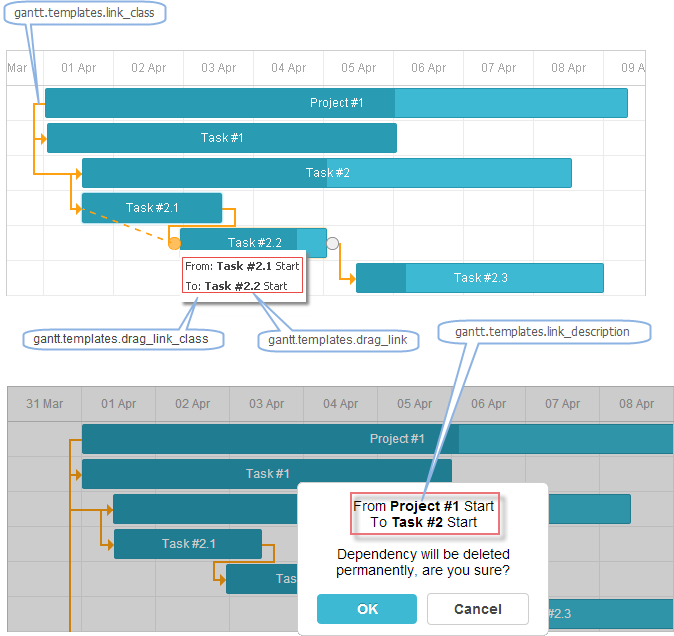 gantt.templates.link_class
Mar 01 Apr 02 Apr 03 Apr 04 Apr 05 Apr 06 Apr 07 Apr 08 Apr 09 A
Project #1
Task #1
Task #2
Task #2.1
Task #2.2
From: Task #2.1 Start
Task #2.3
To: Task #2.2 Start
gantt.templates.drag_link_class
gantt.templates.drag_link
gantt.templates.link_description
31 Mar 01 Apr 02 Apr 03 Apr 04 Apr 05 Apr 06 Apr 07 Apr 08 Apr
Project #1
Task #1
From Project #1 Start
To Task #2 Start
Task #2.1
Dependency will be deleted
permanently, are you sure?
Tas
OK Cancel
#2.3